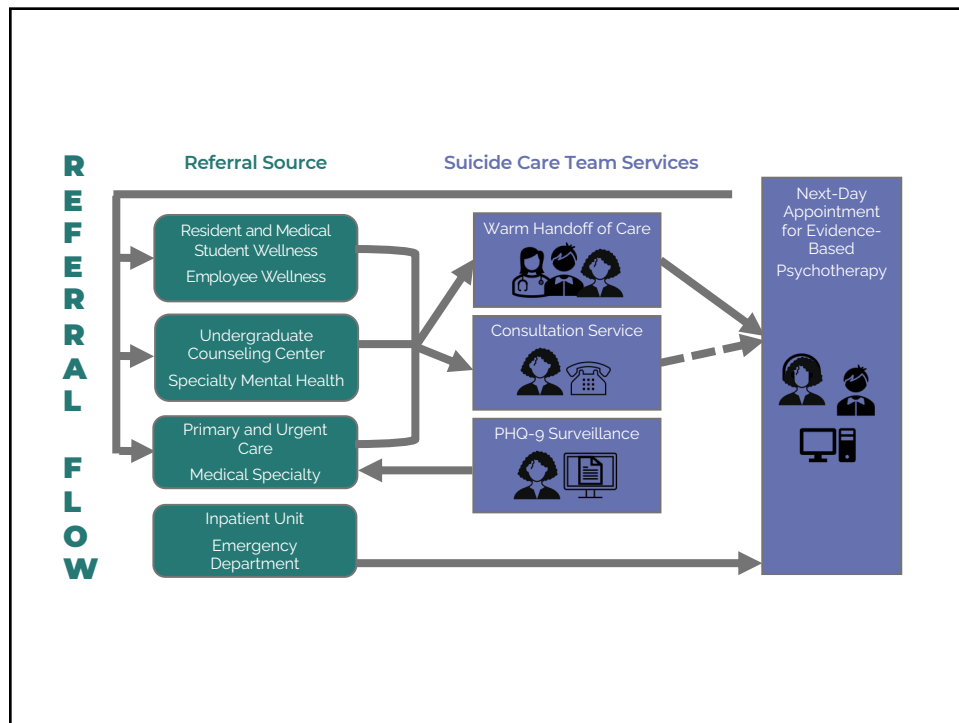 REFERRAL FLOW
Referral Source
Suicide Care Team Services
Resident and Medical
Student Wellness
Employee Wellness
Undergraduate
Counseling Center
Specialty Mental Health
Primary and Urgent
Care
Medical Specialty
Inpatient Unit
Emergency
Department
Warm Handoff of Care
Consultation Service
PHQ-9 Surveillance
Next-Day
Appointment
for Evidence-
Based
Psychotherapy